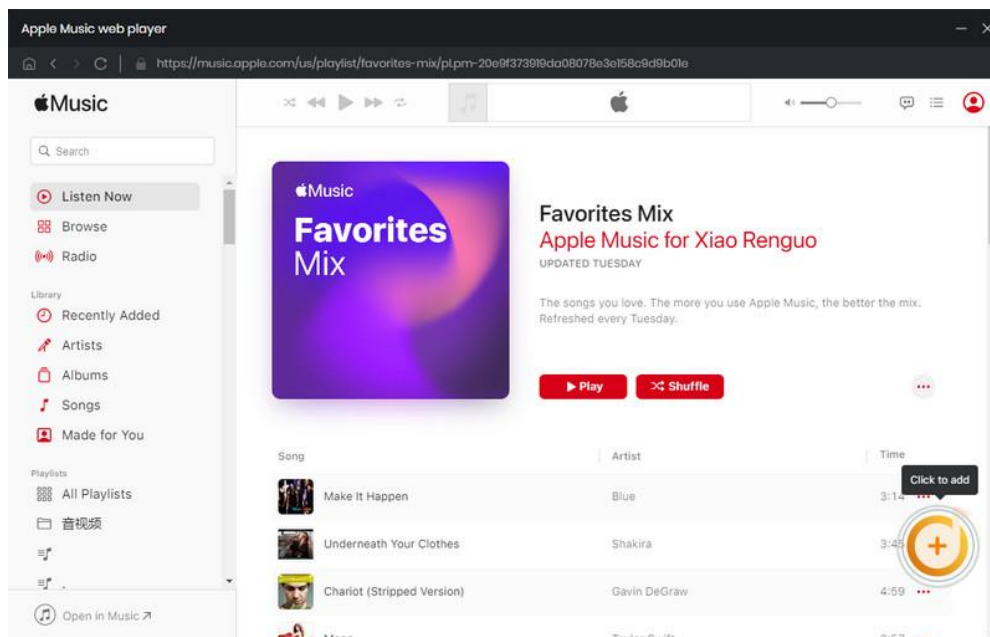 Apple Music web player
https://music.apple.com/us/playlist/favorites-mix/pl.pm-20e9f373919da08078e3e158c9d9b01e
Music
Search
Listen Now
Browse
Radio
Library
Recently Added
Artists
Albums
Songs
Made for You
Playlists
All Playlists
音视频
.
Open in Music ↗
Music
Favorites
Mix
Favorites Mix
Apple Music for Xiao Renguo
UPDATED TUESDAY
The songs you love. The more you use Apple Music, the better the mix.
Refreshed every Tuesday.
Play
Shuffle
Song Artist Time
Click to add
Make It Happen Blue 3:14
Underneath Your Clothes Shakira 3:45
Chariot (Stripped Version) Gavin DeGraw 4:59